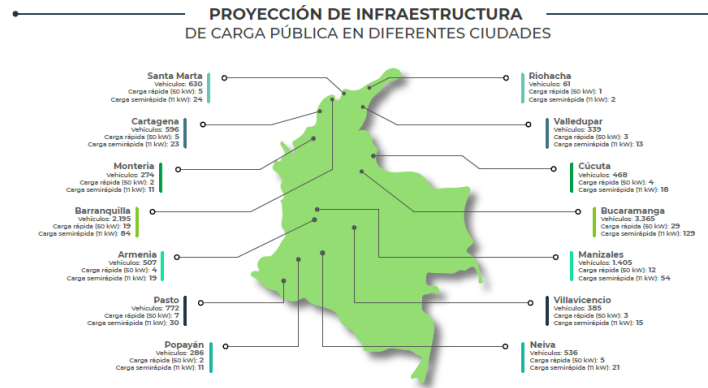 PROYECCIÓN DE INFRAESTRUCTURA
DE CARGA PÚBLICA EN DIFERENTES CIUDADES
Santa Marta
Vehículos: 630
Carga rápida (50 kW): 5
Carga semirápida (11 kW): 24
Riohacha
Vehículos: 61
Carga rápida (50 kW): 1
Carga semirápida (11 kW): 2
Cartagena
Vehículos: 596
Carga rápida (50 kW): 5
Carga semirápida (11 kW): 23
Valledupar
Vehículos: 339
Carga rápida (50 kW): 3
Carga semirápida (11 kW): 13
Montería
Vehículos: 274
Carga rápida (50 kW): 2
Carga semirápida (11 kW): 11
Cúcuta
Vehículos: 468
Carga rápida (50 kW): 4
Carga semirápida (11 kW): 18
Barranquilla
Vehículos: 2.195
Carga rápida (50 kW): 19
Carga semirápida (11 kW): 84
Bucaramanga
Vehículos: 3.365
Carga rápida (50 kW): 29
Carga semirápida (11 kW): 129
Armenia
Vehículos: 507
Carga rápida (50 kW): 4
Carga semirápida (11 kW): 19
Manizales
Vehículos: 1.405
Carga rápida (50 kW): 12
Carga semirápida (11 kW): 54
Pasto
Vehículos: 772
Carga rápida (50 kW): 7
Carga semirápida (11 kW): 30
Villavicencio
Vehículos: 385
Carga rápida (50 kW): 3
Carga semirápida (11 kW): 15
Popayán
Vehículos: 286
Carga rápida (50 kW): 2
Carga semirápida (11 kW): 11
Neiva
Vehículos: 536
Carga rápida (50 kW): 5
Carga semirápida (11 kW): 21